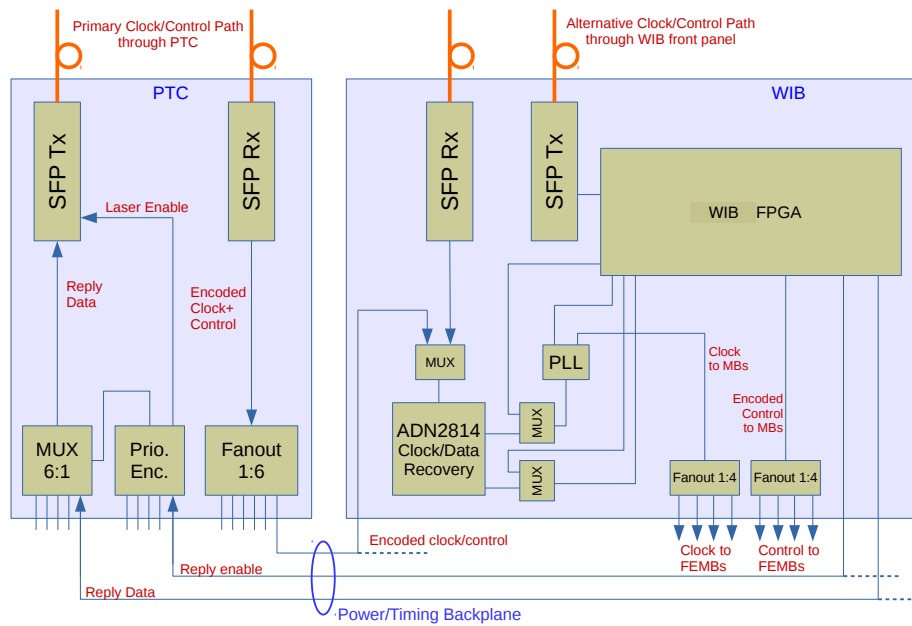 Primary Clock/Control Path
through PTC
Alternative Clock/Control Path
through WIB front panel
PTC
WIB
SFP Tx
SFP Rx
SFP Rx
SFP Tx
WIB FPGA
Laser Enable
Reply
Data
Encoded
Clock+
Control
MUX
PLL
Clock
to MBs
Encoded
Control
to MBs
MUX
6:1
Prio.
Enc.
Fanout
1:6
ADN2814
Clock/Data
Recovery
MUX
MUX
Fanout 1:4
Fanout 1:4
Encoded clock/control
Clock to
FEMBs
Control to
FEMBs
Reply enable
Reply Data
Power/Timing Backplane